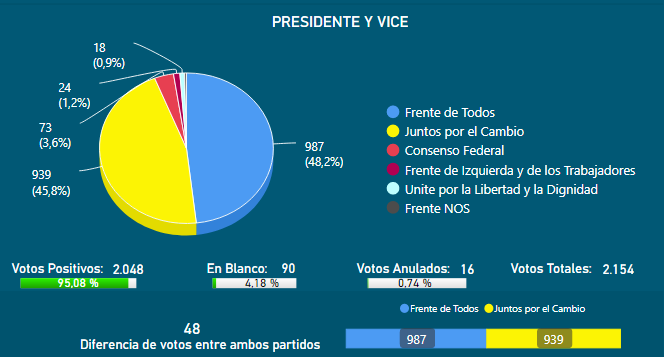 PRESIDENTE Y VICE
18
(0,9%)
24
(1,2%)
73
(3,6%)
939
(45,8%)
987
(48,2%)
Frente de Todos
Juntos por el Cambio
Consenso Federal
Frente de Izquierda y de los Trabajadores
Unite por la Libertad y la Dignidad
Frente NOS
Votos Positivos: 2.048
95,08 %
En Blanco: 90
4,18 %
Votos Anulados: 16
0,74 %
Votos Totales: 2.154
48
Diferencia de votos entre ambos partidos
Frente de Todos Juntos por el Cambio
987 939